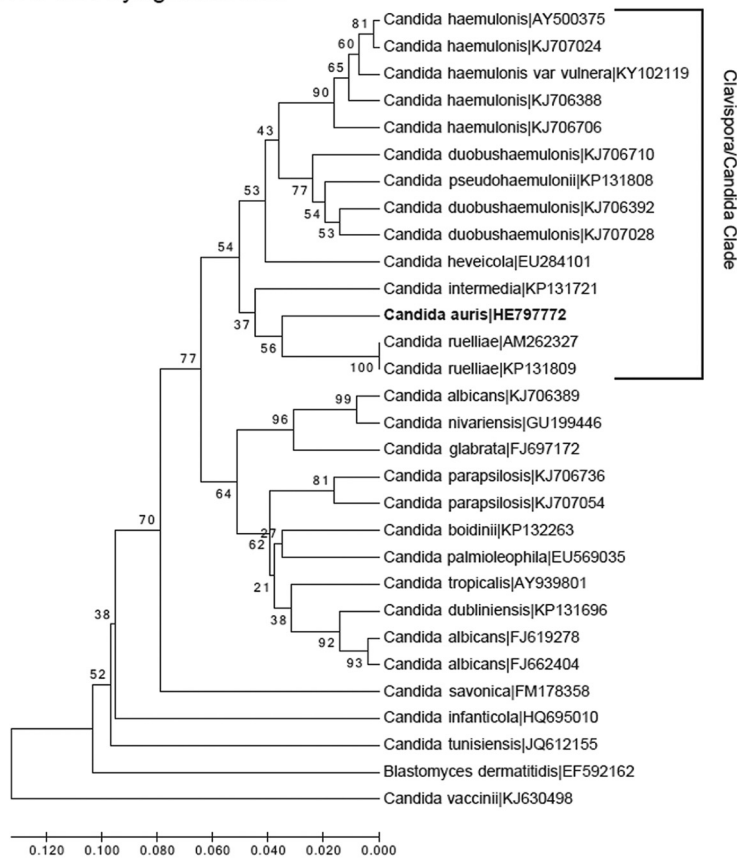 81
Candida haemulonis|AY500375
60
Candida haemulonis|KJ707024
65
Candida haemulonis var vulnera|KY102119
90
Candida haemulonis|KJ706388
Candida haemulonis|KJ706706
43
Candida duobushaemulonis|KJ706710
77
Candida pseudohaemulonii|KP131808
54
Candida duobushaemulonis|KJ706392
53
Candida duobushaemulonis|KJ707028
53
Candida heveicola|EU284101
54
Candida intermedia|KP131721
37
Candida auris|HE797772
56
Candida ruelliae|AM262327
100
Candida ruelliae|KP131809
Clavispora/Candida Clade
77
99
Candida albicans|KJ706389
96
Candida nivariensis|GU199446
Candida glabrata|FJ697172
64
81
Candida parapsilosis|KJ706736
Candida parapsilosis|KJ707054
27
Candida boidinii|KP132263
62
Candida palmioleophila|EU569035
21
Candida tropicalis|AY939801
38
Candida dubliniensis|KP131696
92
Candida albicans|FJ619278
93
Candida albicans|FJ662404
70
Candida savonica|FM178358
38
Candida infanticola|HQ695010
52
Candida tunisiensis|JQ612155
Blastomyces dermatitidis|EF592162
Candida vaccinii|KJ630498
0.120 0.100 0.080 0.060 0.040 0.020 0.000